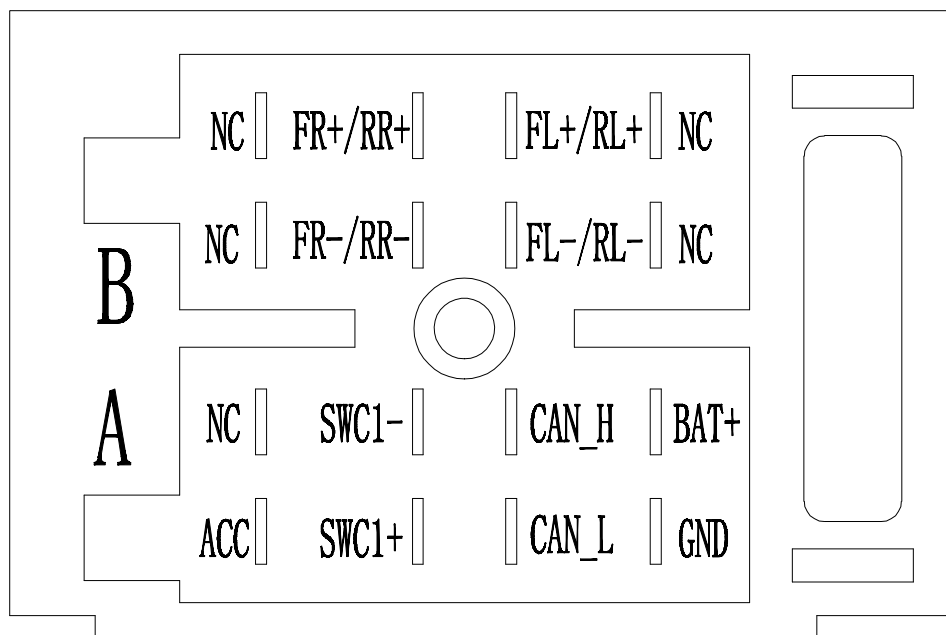 NC FR+/RR+ FL+/RL+ NC
NC FR-/RR- FL-/RL- NC
B
A
NC SWC1- CAN_H BAT+
ACC SWC1+ CAN_L GND